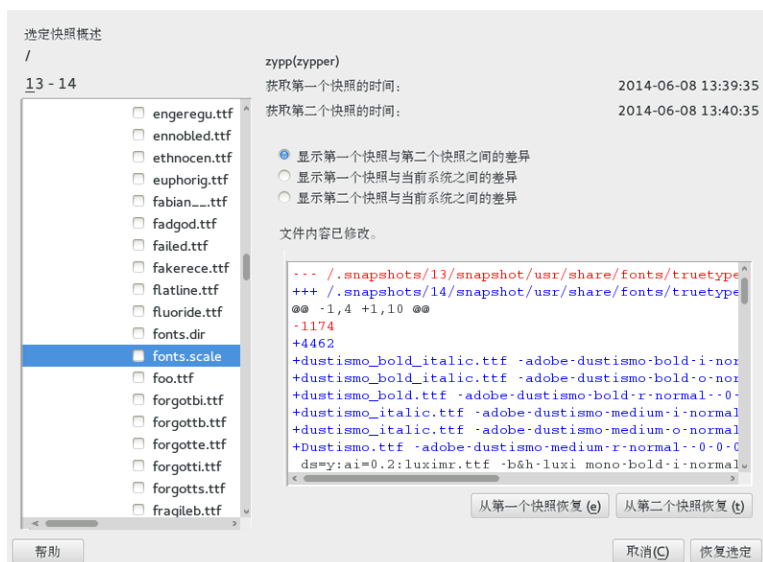 选定快照概述
/
13 - 14
engeregu.ttf
ennobled.ttf
ethnocen.ttf
euphorig.ttf
fabian__.ttf
fadgod.ttf
failed.ttf
fakerece.ttf
flatline.ttf
fluoride.ttf
fonts.dir
fonts.scale
foo.ttf
forgotbi.ttf
forgottb.ttf
forgotte.ttf
forgotti.ttf
forgotts.ttf
fragileb.ttf
zypp(zypper)
获取第一个快照的时间: 2014-06-08 13:39:35
获取第二个快照的时间: 2014-06-08 13:40:35
显示第一个快照与第二个快照之间的差异
显示第一个快照与当前系统之间的差异
显示第二个快照与当前系统之间的差异
文件内容已修改。
--- /.snapshots/13/snapshot/usr/share/fonts/truetype
+++ /.snapshots/14/snapshot/usr/share/fonts/truetype
@@ -1,4 +1,10 @@
-1174
+4462
+dustismo_bold_italic.ttf -adobe-dustismo-bold-i-nor
+dustismo_bold_italic.ttf -adobe-dustismo-bold-o-nor
+dustismo_bold.ttf -adobe-dustismo-bold-r-normal--0-
+dustismo_italic.ttf -adobe-dustismo-medium-i-normal
+dustismo_italic.ttf -adobe-dustismo-medium-o-normal
+Dustismo.ttf -adobe-dustismo-medium-r-normal--0-0-0
ds=y:ai=0.2:luximr.ttf -b&h-luxi mono-bold-i-normal
从第一个快照恢复 (e) 从第二个快照恢复 (t)
帮助 取消(C) 恢复选定